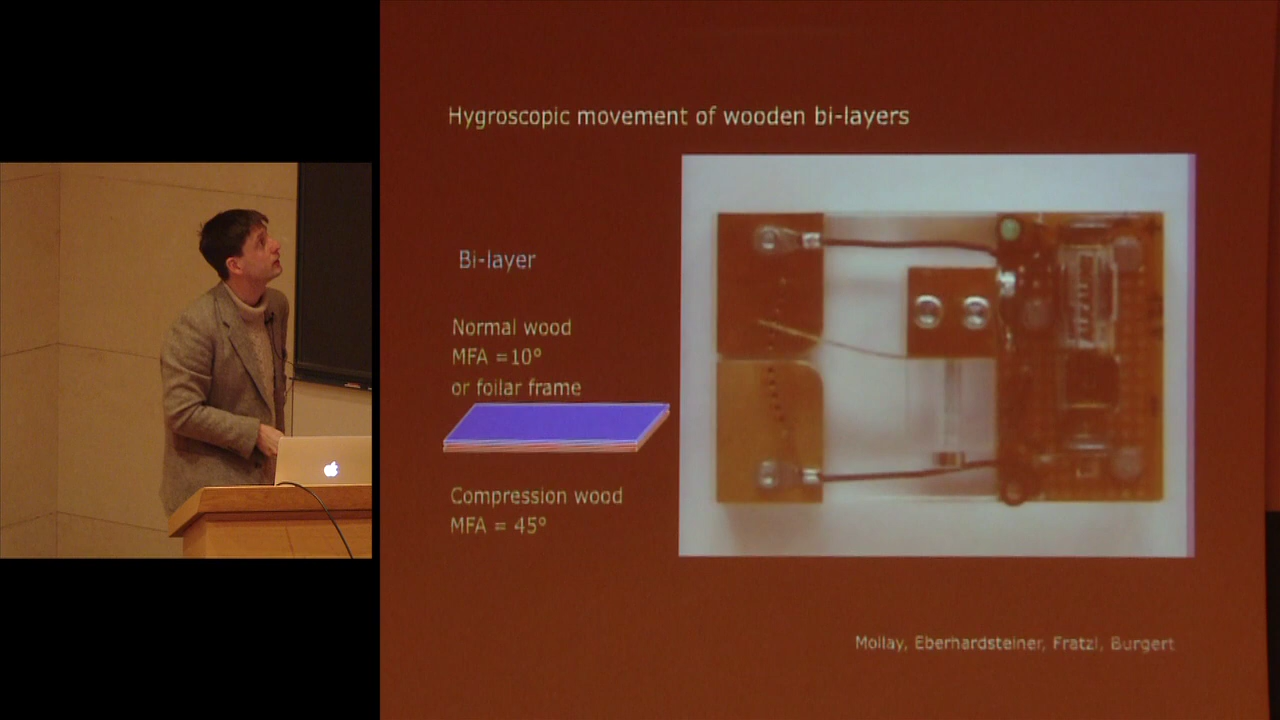 Hygroscopic movement of wooden bi-layers
Bi-layer
Normal wood
MFA =10°
or foilar frame
Compression wood
MFA = 45°
Mollay, Eberhardsteiner, Fratzl, Burgert